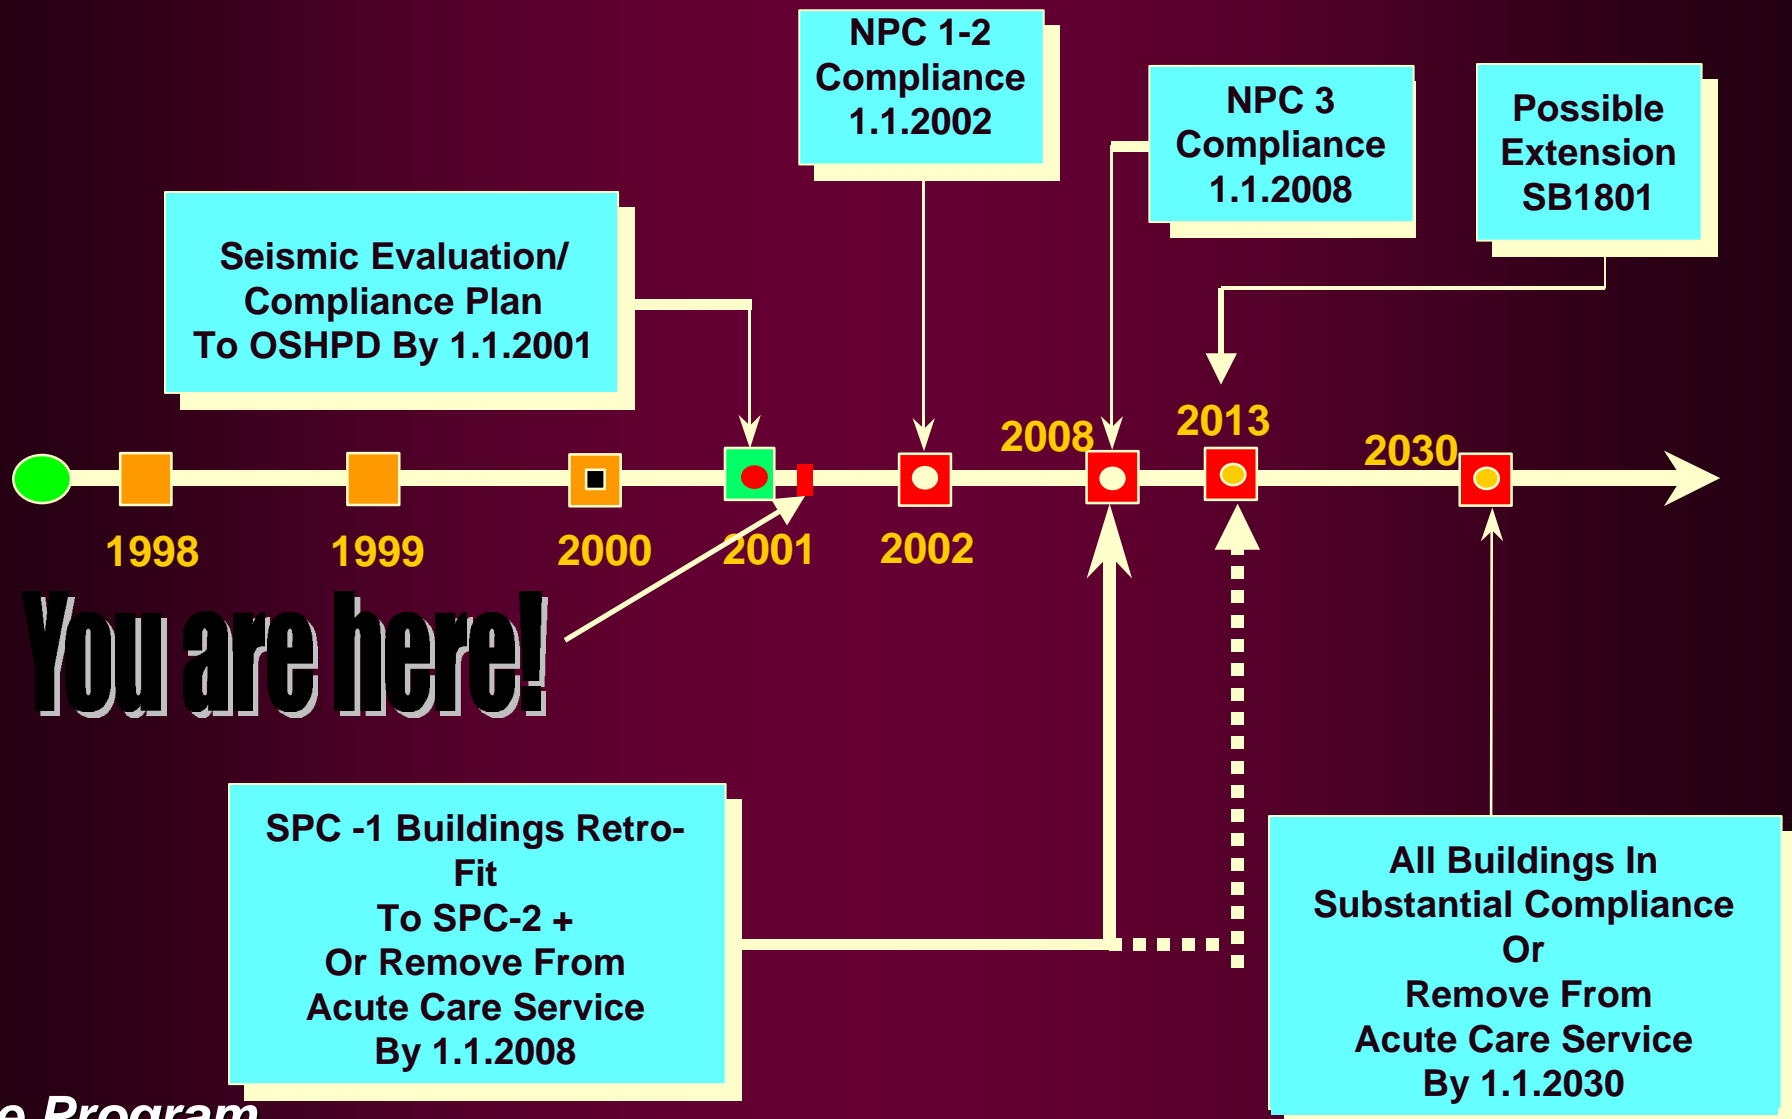 NPC 1-2
Compliance
1.1.2002
NPC 3
Compliance
1.1.2008
Possible
Extension
SB1801
Seismic Evaluation/
Compliance Plan
To OSHPD By 1.1.2001
2008
2013
2030
1998
1999
2000
2001
2002
You are here!
SPC -1 Buildings Retro-
Fit
To SPC-2 +
Or Remove From
Acute Care Service
By 1.1.2008
All Buildings In
Substantial Compliance
Or
Remove From
Acute Care Service
By 1.1.2030
Program